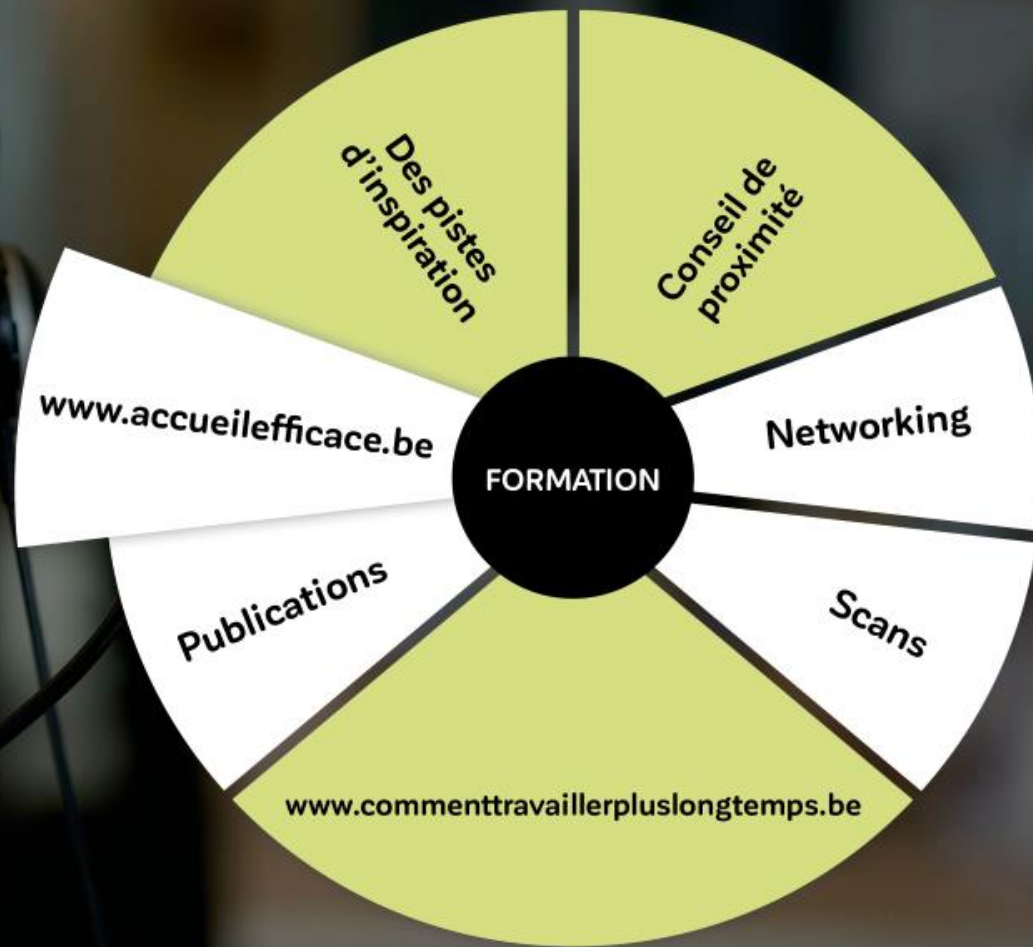 Des pistes
d'inspiration
Conseil de
proximité
www.accueilefficace.be
Networking
FORMATION
Publications
Scans
www.commenttravaillerpluslongtemps.be